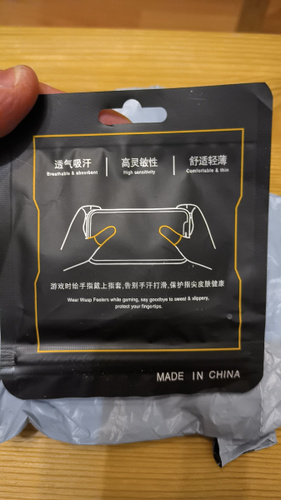 透气吸汗 高灵敏性 舒适轻薄
Breathable & absorbent High sensitivity Comfortable & thin
游戏时给手指戴上指套,告别手汗打滑,保护指尖皮肤健康
Wear Wasp Feelers while gaming, say goodbye to sweat & slippery,
protect your fingertips.
MADE IN CHINA